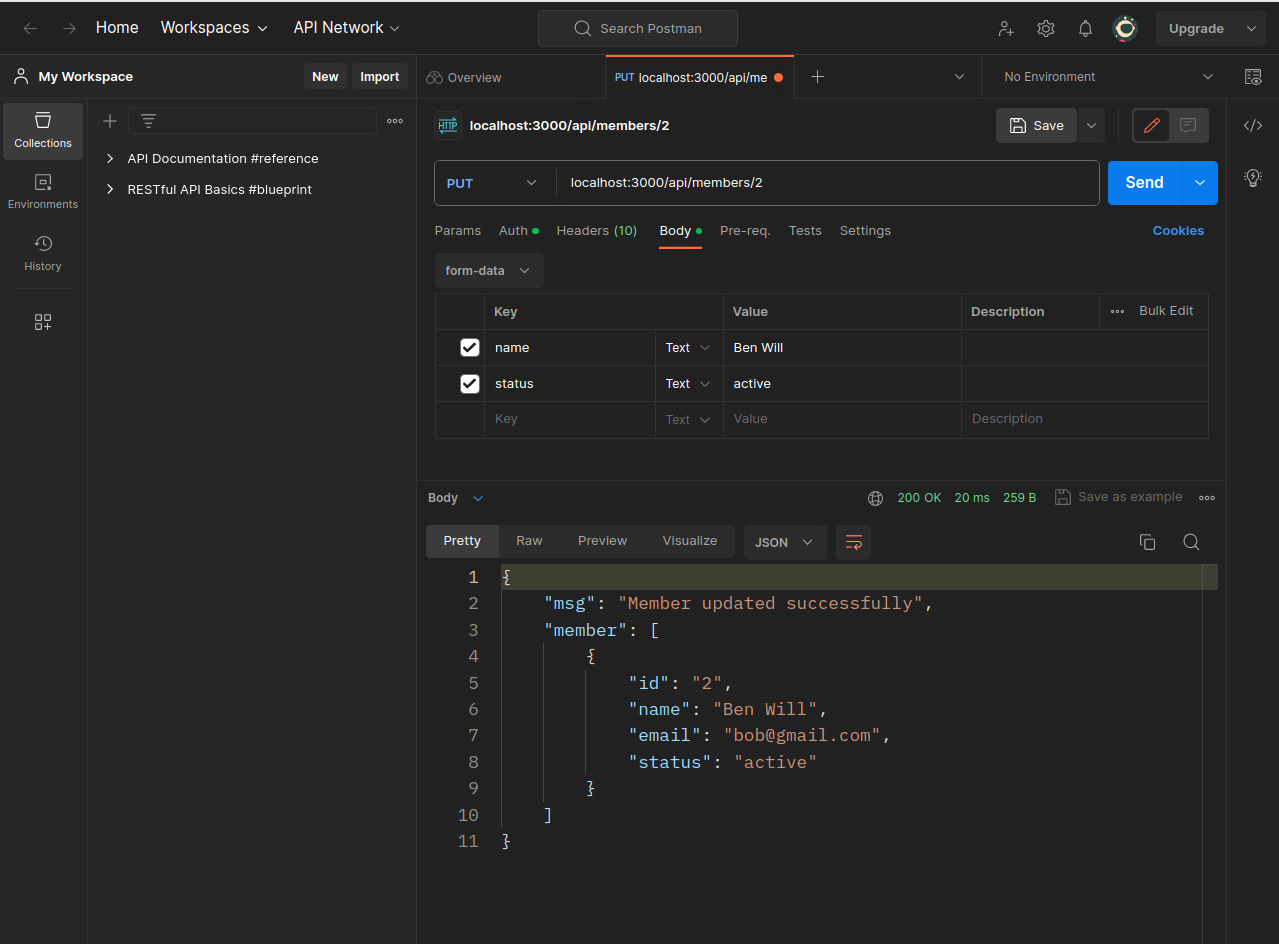 Home Workspaces API Network Search Postman Upgrade
My Workspace New Import Overview PUT localhost:3000/api/me No Environment
Collections
Environments
History
API Documentation #reference
RESTful API Basics #blueprint
HTTP localhost:3000/api/members/2 Save
PUT localhost:3000/api/members/2 Send
Params Auth Headers (10) Body Pre-req. Tests Settings Cookies
form-data
Key Value Description Bulk Edit
name Text Ben Will
status Text active
Key Text Value Description
Body 200 OK 20 ms 259 B Save as example
Pretty Raw Preview Visualize JSON
1 {
2 "msg": "Member updated successfully",
3 "member": [
4 {
5 "id": "2",
6 "name": "Ben Will",
7 "email": "bob@gmail.com",
8 "status": "active"
9 }
10 ]
11 }